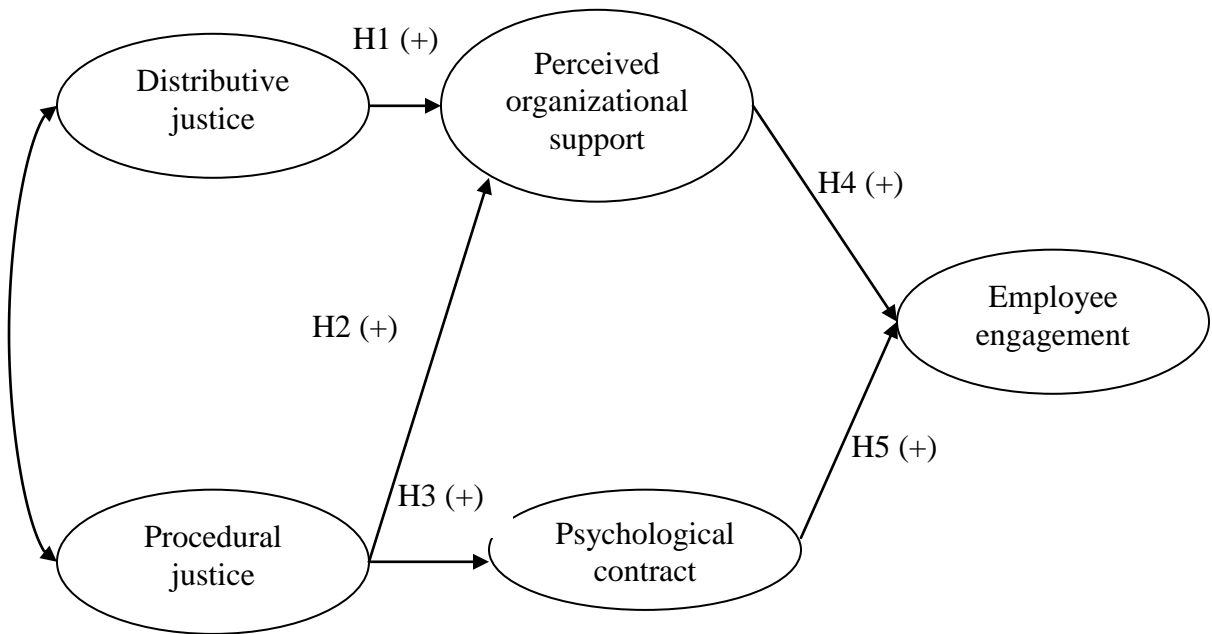 H1 (+)
Distributive
justice
Perceived
organizational
support
H4 (+)
Employee
engagement
H2 (+)
H5 (+)
H3 (+)
Procedural
justice
Psychological
contract